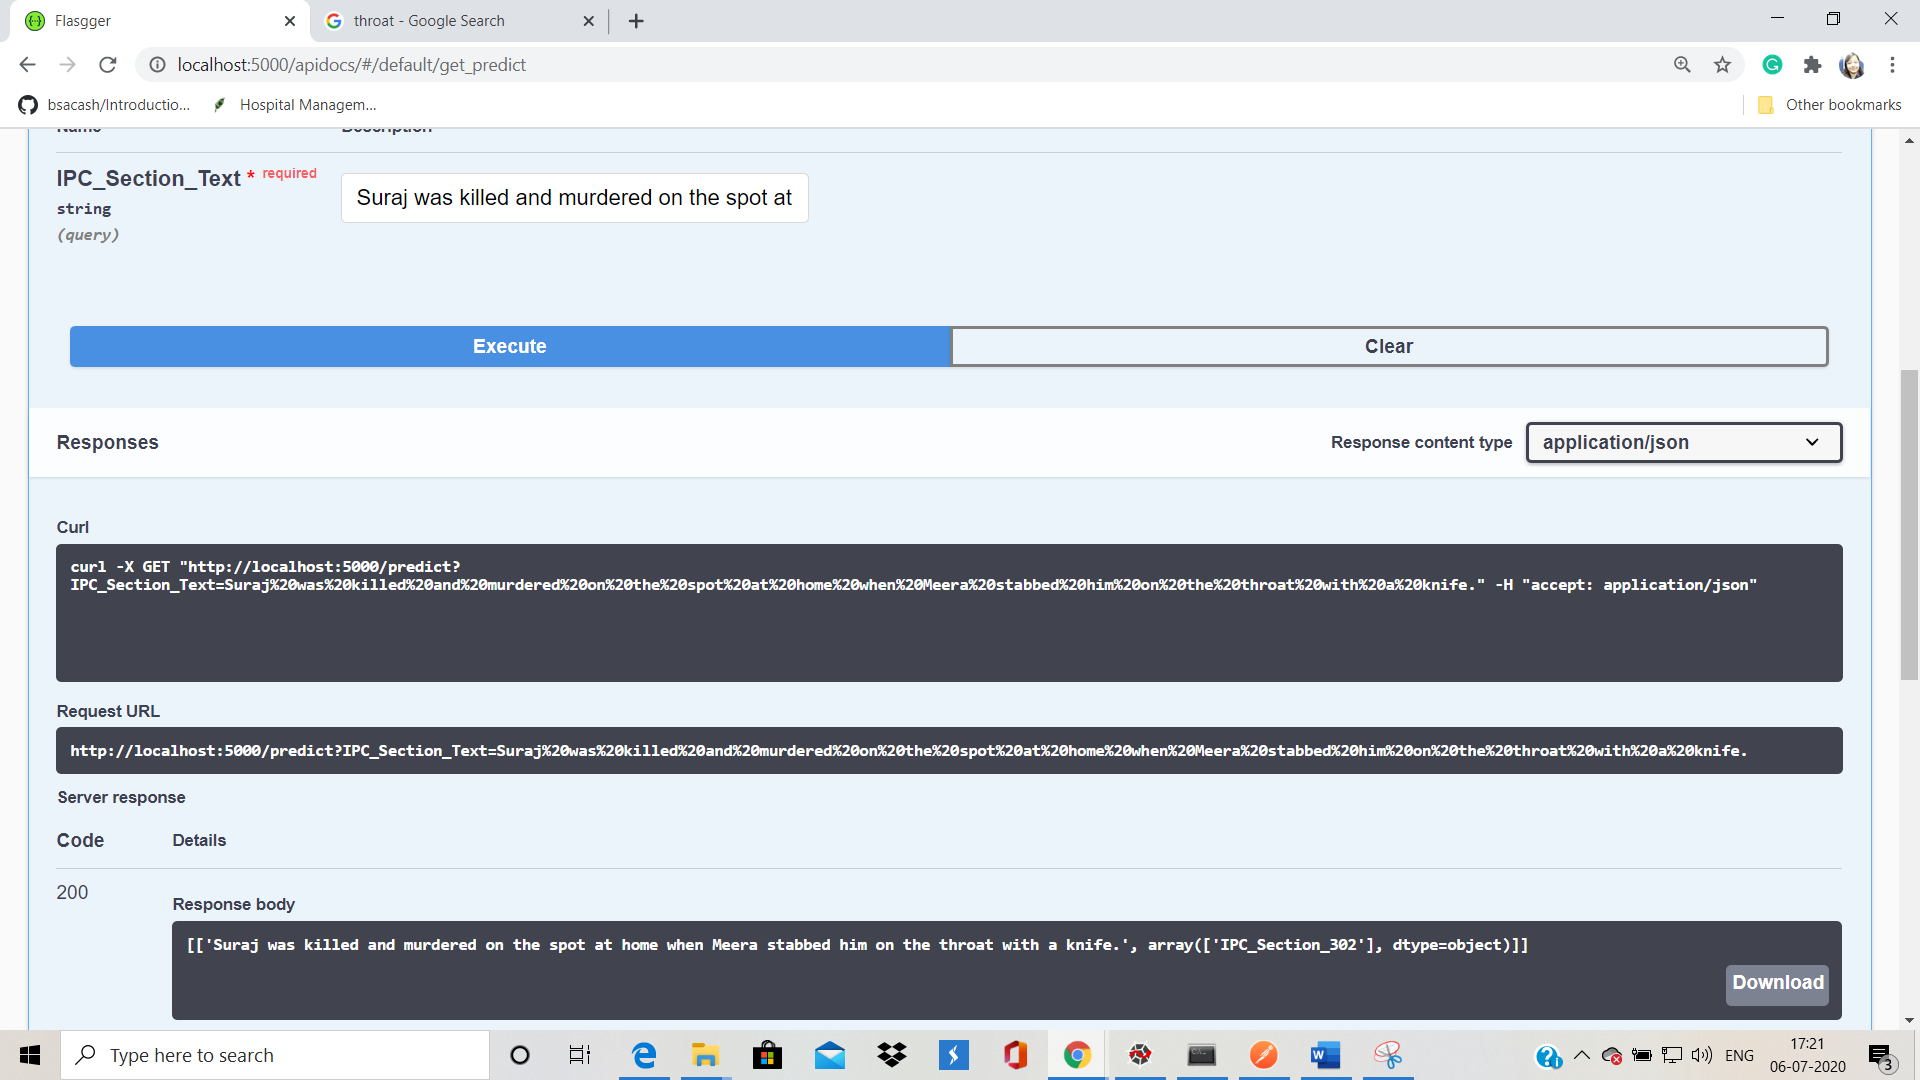 Flasgger
throat - Google Search
localhost:5000/apidocs/#/default/get_predict
bsacash/Introductio...
Hospital Managem...
Other bookmarks
Name
Description
IPC_Section_Text * required
string
(query)
Suraj was killed and murdered on the spot at
Execute
Clear
Responses
Response content type
application/json
Curl
curl -X GET "http://localhost:5000/predict?
IPC_Section_Text=Suraj%20was%20killed%20and%20murdered%20on%20the%20spot%20at%20home%20when%20Meera%20stabbed%20him%20on%20the%20throat%20with%20a%20knife." -H "accept: application/json"
Request URL
http://localhost:5000/predict?IPC_Section_Text=Suraj%20was%20killed%20and%20murdered%20on%20the%20spot%20at%20home%20when%20Meera%20stabbed%20him%20on%20the%20throat%20with%20a%20knife.
Server response
Code
Details
200
Response body
[['Suraj was killed and murdered on the spot at home when Meera stabbed him on the throat with a knife.', array(['IPC_Section_302'], dtype=object)]]
Download
Type here to search
ENG
17:21
06-07-2020
3